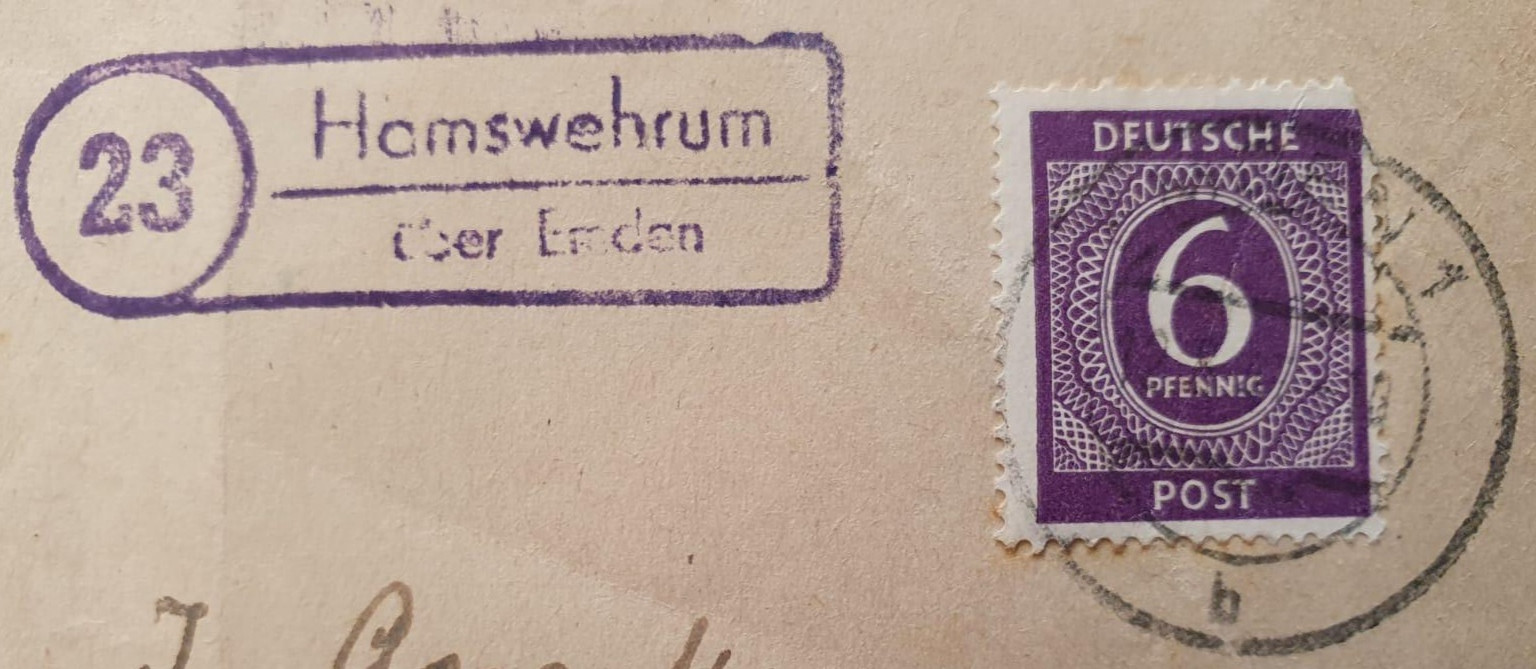 23
Hamswehrum
über Emden
DEUTSCHE
6
PFENNIG
POST
b